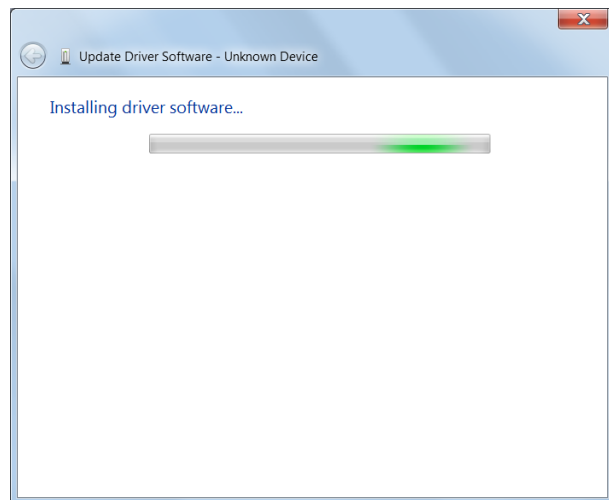 Update Driver Software - Unknown Device
Installing driver software...